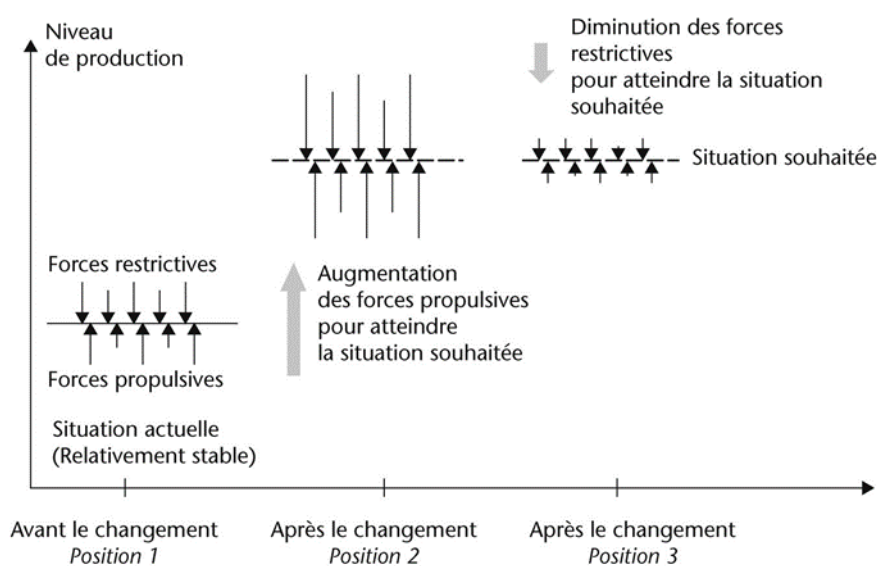 Niveau
de production
Diminution des forces
restrictives
pour atteindre la situation
souhaitée
Situation souhaitée
Forces restrictives
Forces propulsives
Augmentation
des forces propulsives
pour atteindre
la situation souhaitée
Situation actuelle
(Relativement stable)
Avant le changement
Position 1
Après le changement
Position 2
Après le changement
Position 3